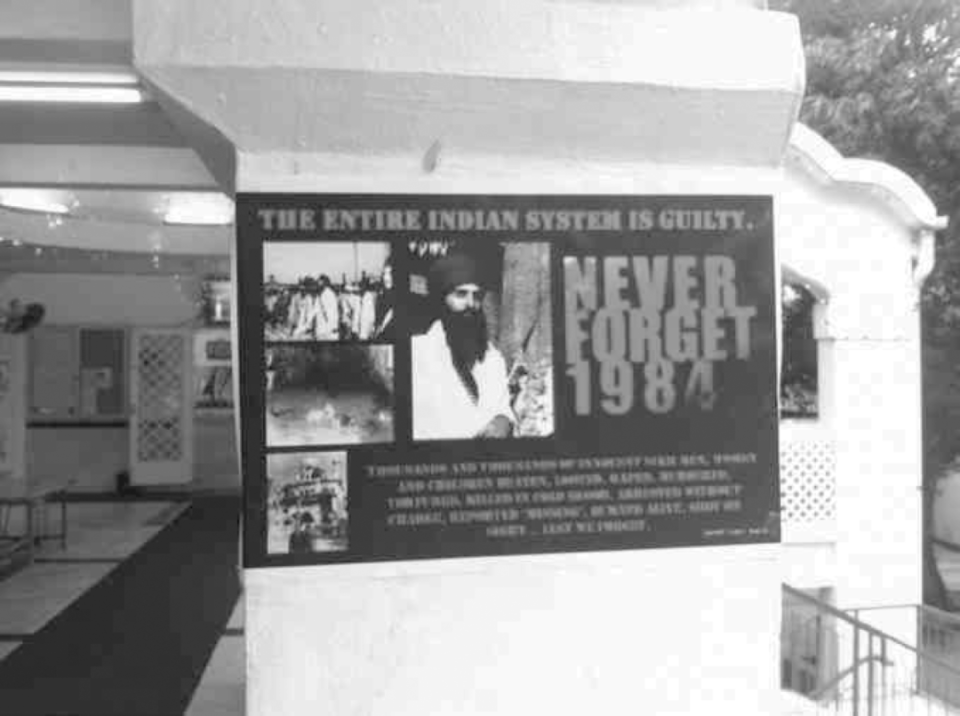 THE ENTIRE INDIAN SYSTEM IS GUILTY.
NEVER
FORGET
1984
THOUSANDS AND THOUSANDS OF INNOCENT SIKH MEN, WOMEN
AND CHILDREN BEATEN, LOOTED, RAPED, MURDERED,
TORTURED, KILLED IN COLD BLOOD, ARRESTED WITHOUT
CHARGE, REPORTED "MISSING", BURNED ALIVE, SHOT ON
SIGHT... LEST WE FORGET.